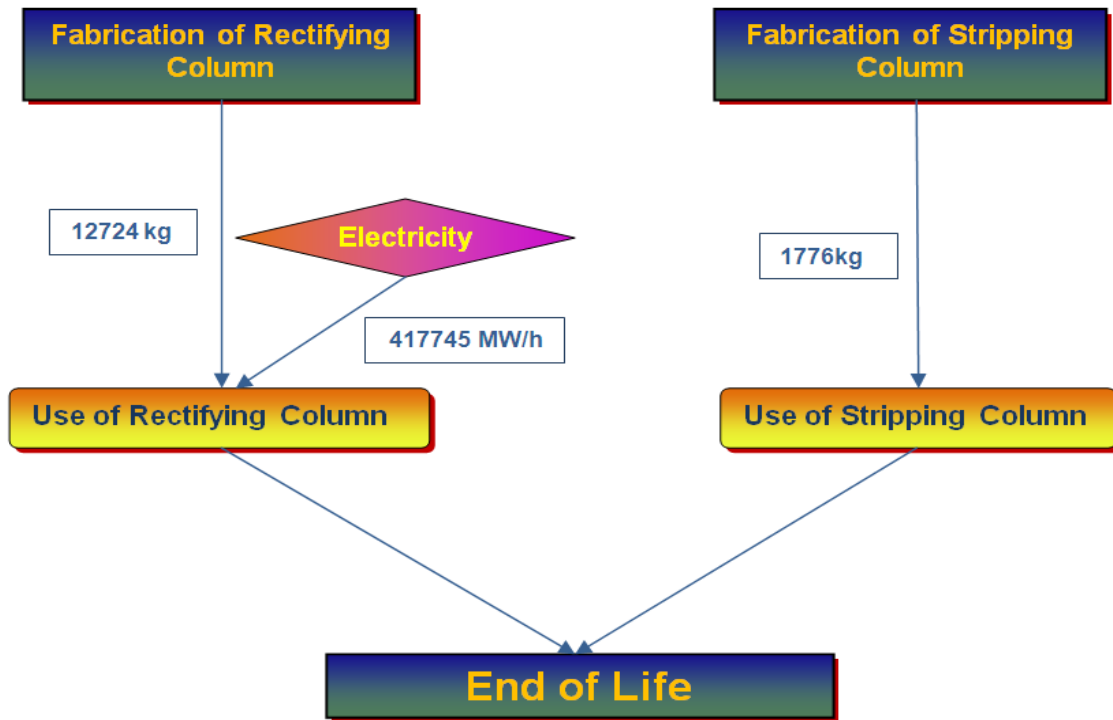 Fabrication of Rectifying
Column
Fabrication of Stripping
Column
12724 kg
Electricity
1776kg
417745 MW/h
Use of Rectifying Column
Use of Stripping Column
End of Life